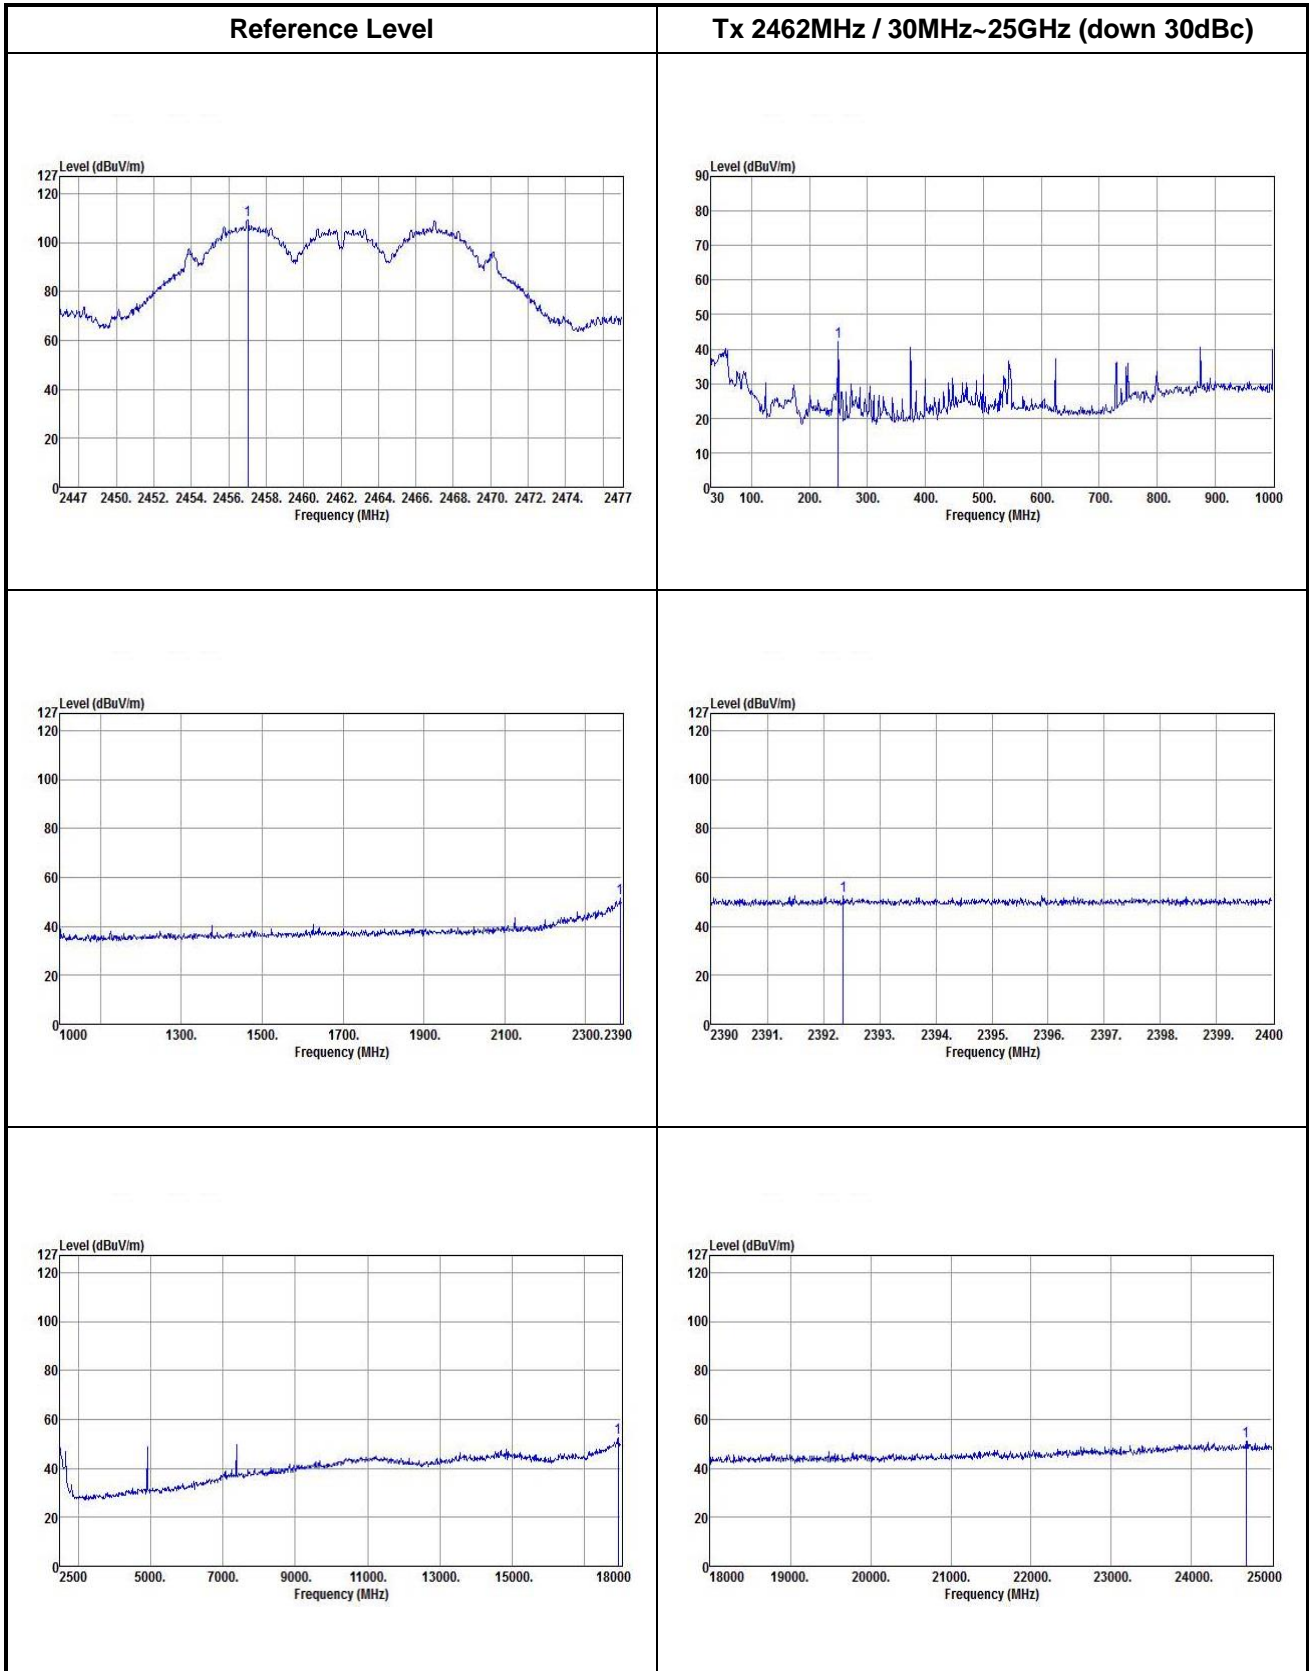 Reference Level
Tx 2462MHz / 30MHz~25GHz (down 30dBc)
Level (dBuV/m)
127
120
100
80
60
40
20
0
1
2447 2450. 2452. 2454. 2456. 2458. 2460. 2462. 2464. 2466. 2468. 2470. 2472. 2474. 2477
Frequency (MHz)
Level (dBuV/m)
90
80
70
60
50
40
30
20
10
0
1
30 100. 200. 300. 400. 500. 600. 700. 800. 900. 1000
Frequency (MHz)
Level (dBuV/m)
127
120
100
80
60
40
20
0
1
1000 1300. 1500. 1700. 1900. 2100. 2300. 2390
Frequency (MHz)
Level (dBuV/m)
127
120
100
80
60
40
20
0
1
2390 2391. 2392. 2393. 2394. 2395. 2396. 2397. 2398. 2399. 2400
Frequency (MHz)
Level (dBuV/m)
127
120
100
80
60
40
20
0
1
2500 5000. 7000. 9000. 11000. 13000. 15000. 18000
Frequency (MHz)
Level (dBuV/m)
127
120
100
80
60
40
20
0
1
18000 19000. 20000. 21000. 22000. 23000. 24000. 25000
Frequency (MHz)